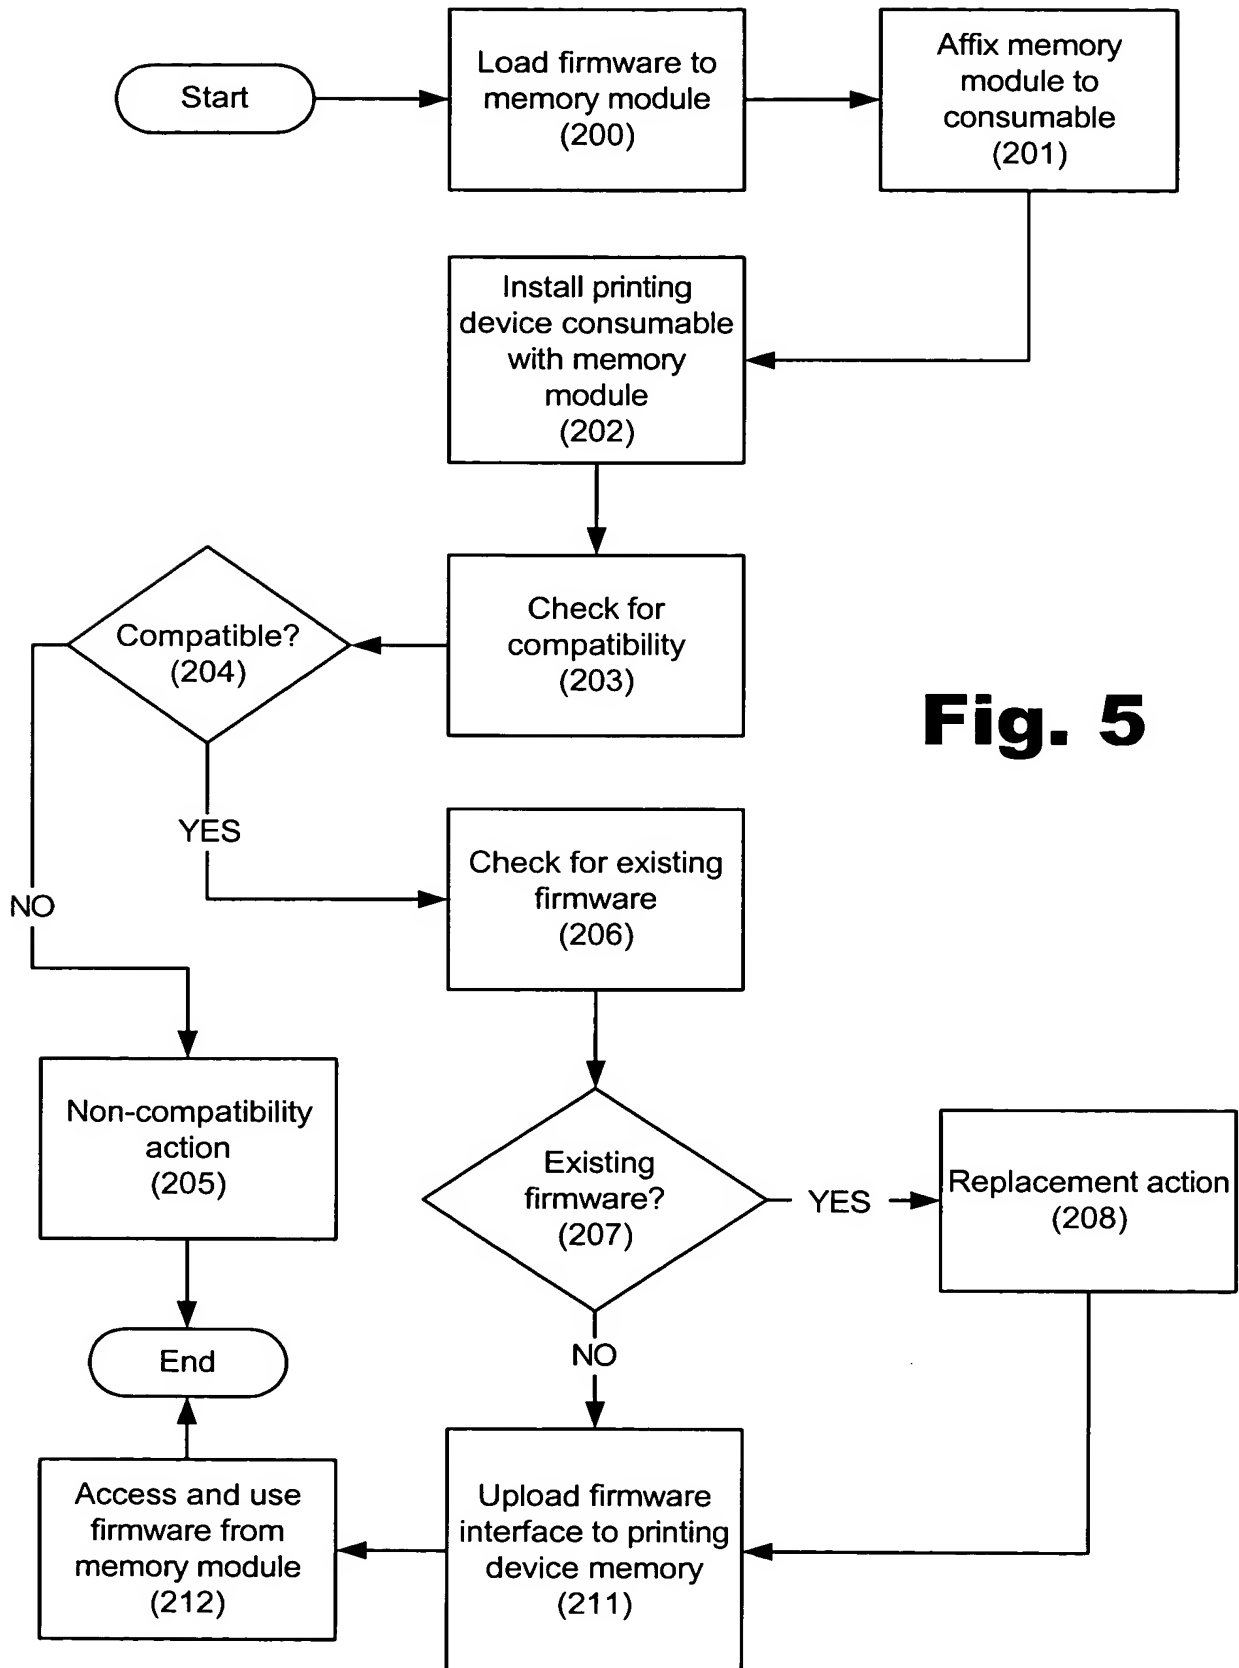 Start
Load firmware to
memory module
(200)
Affix memory
module to
consumable
(201)
Install printing
device consumable
with memory
module
(202)
Check for
compatibility
(203)
Compatible?
(204)
Fig. 5
YES
NO
Check for existing
firmware
(206)
Non-compatibility
action
(205)
Existing
firmware?
(207)
YES
Replacement action
(208)
NO
End
Upload firmware
interface to printing
device memory
(211)
Access and use
firmware from
memory module
(212)